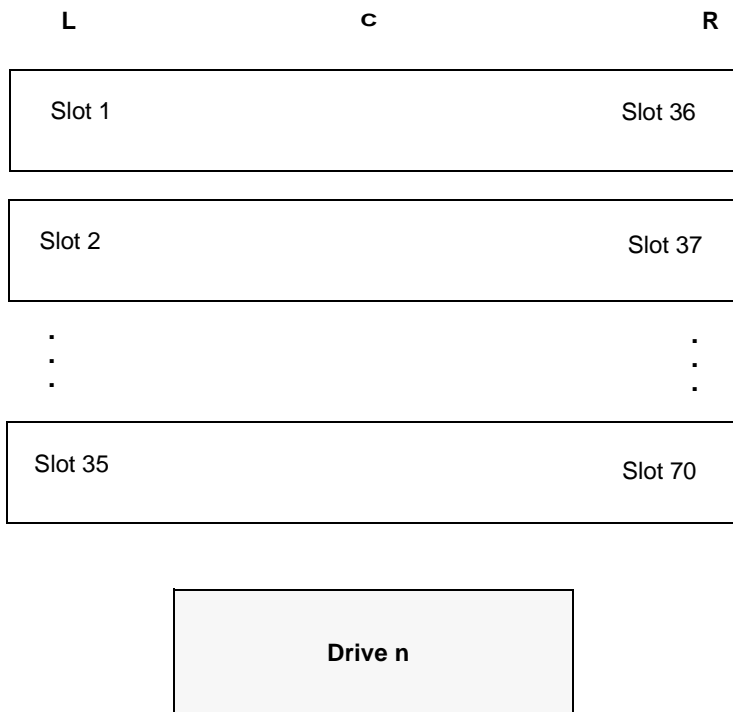 L C R
Slot 1 Slot 36
Slot 2 Slot 37
. .
. .
. .
Slot 35 Slot 70
Drive n